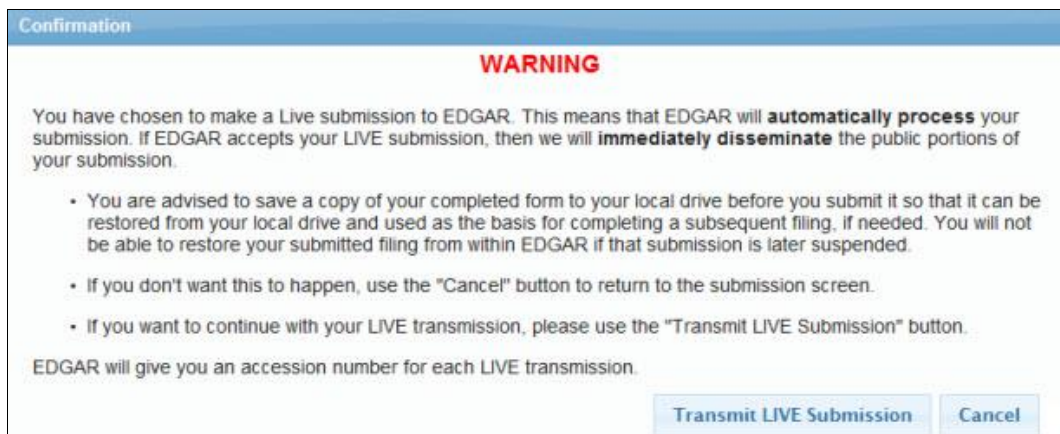 Confirmation
WARNING
You have chosen to make a Live submission to EDGAR. This means that EDGAR will automatically process your
submission. If EDGAR accepts your LIVE submission, then we will immediately disseminate the public portions of
your submission.
• You are advised to save a copy of your completed form to your local drive before you submit it so that it can be
restored from your local drive and used as the basis for completing a subsequent filing, if needed. You will not
be able to restore your submitted filing from within EDGAR if that submission is later suspended.
• If you don't want this to happen, use the "Cancel" button to return to the submission screen.
• If you want to continue with your LIVE transmission, please use the "Transmit LIVE Submission" button.
EDGAR will give you an accession number for each LIVE transmission.
Transmit LIVE Submission Cancel